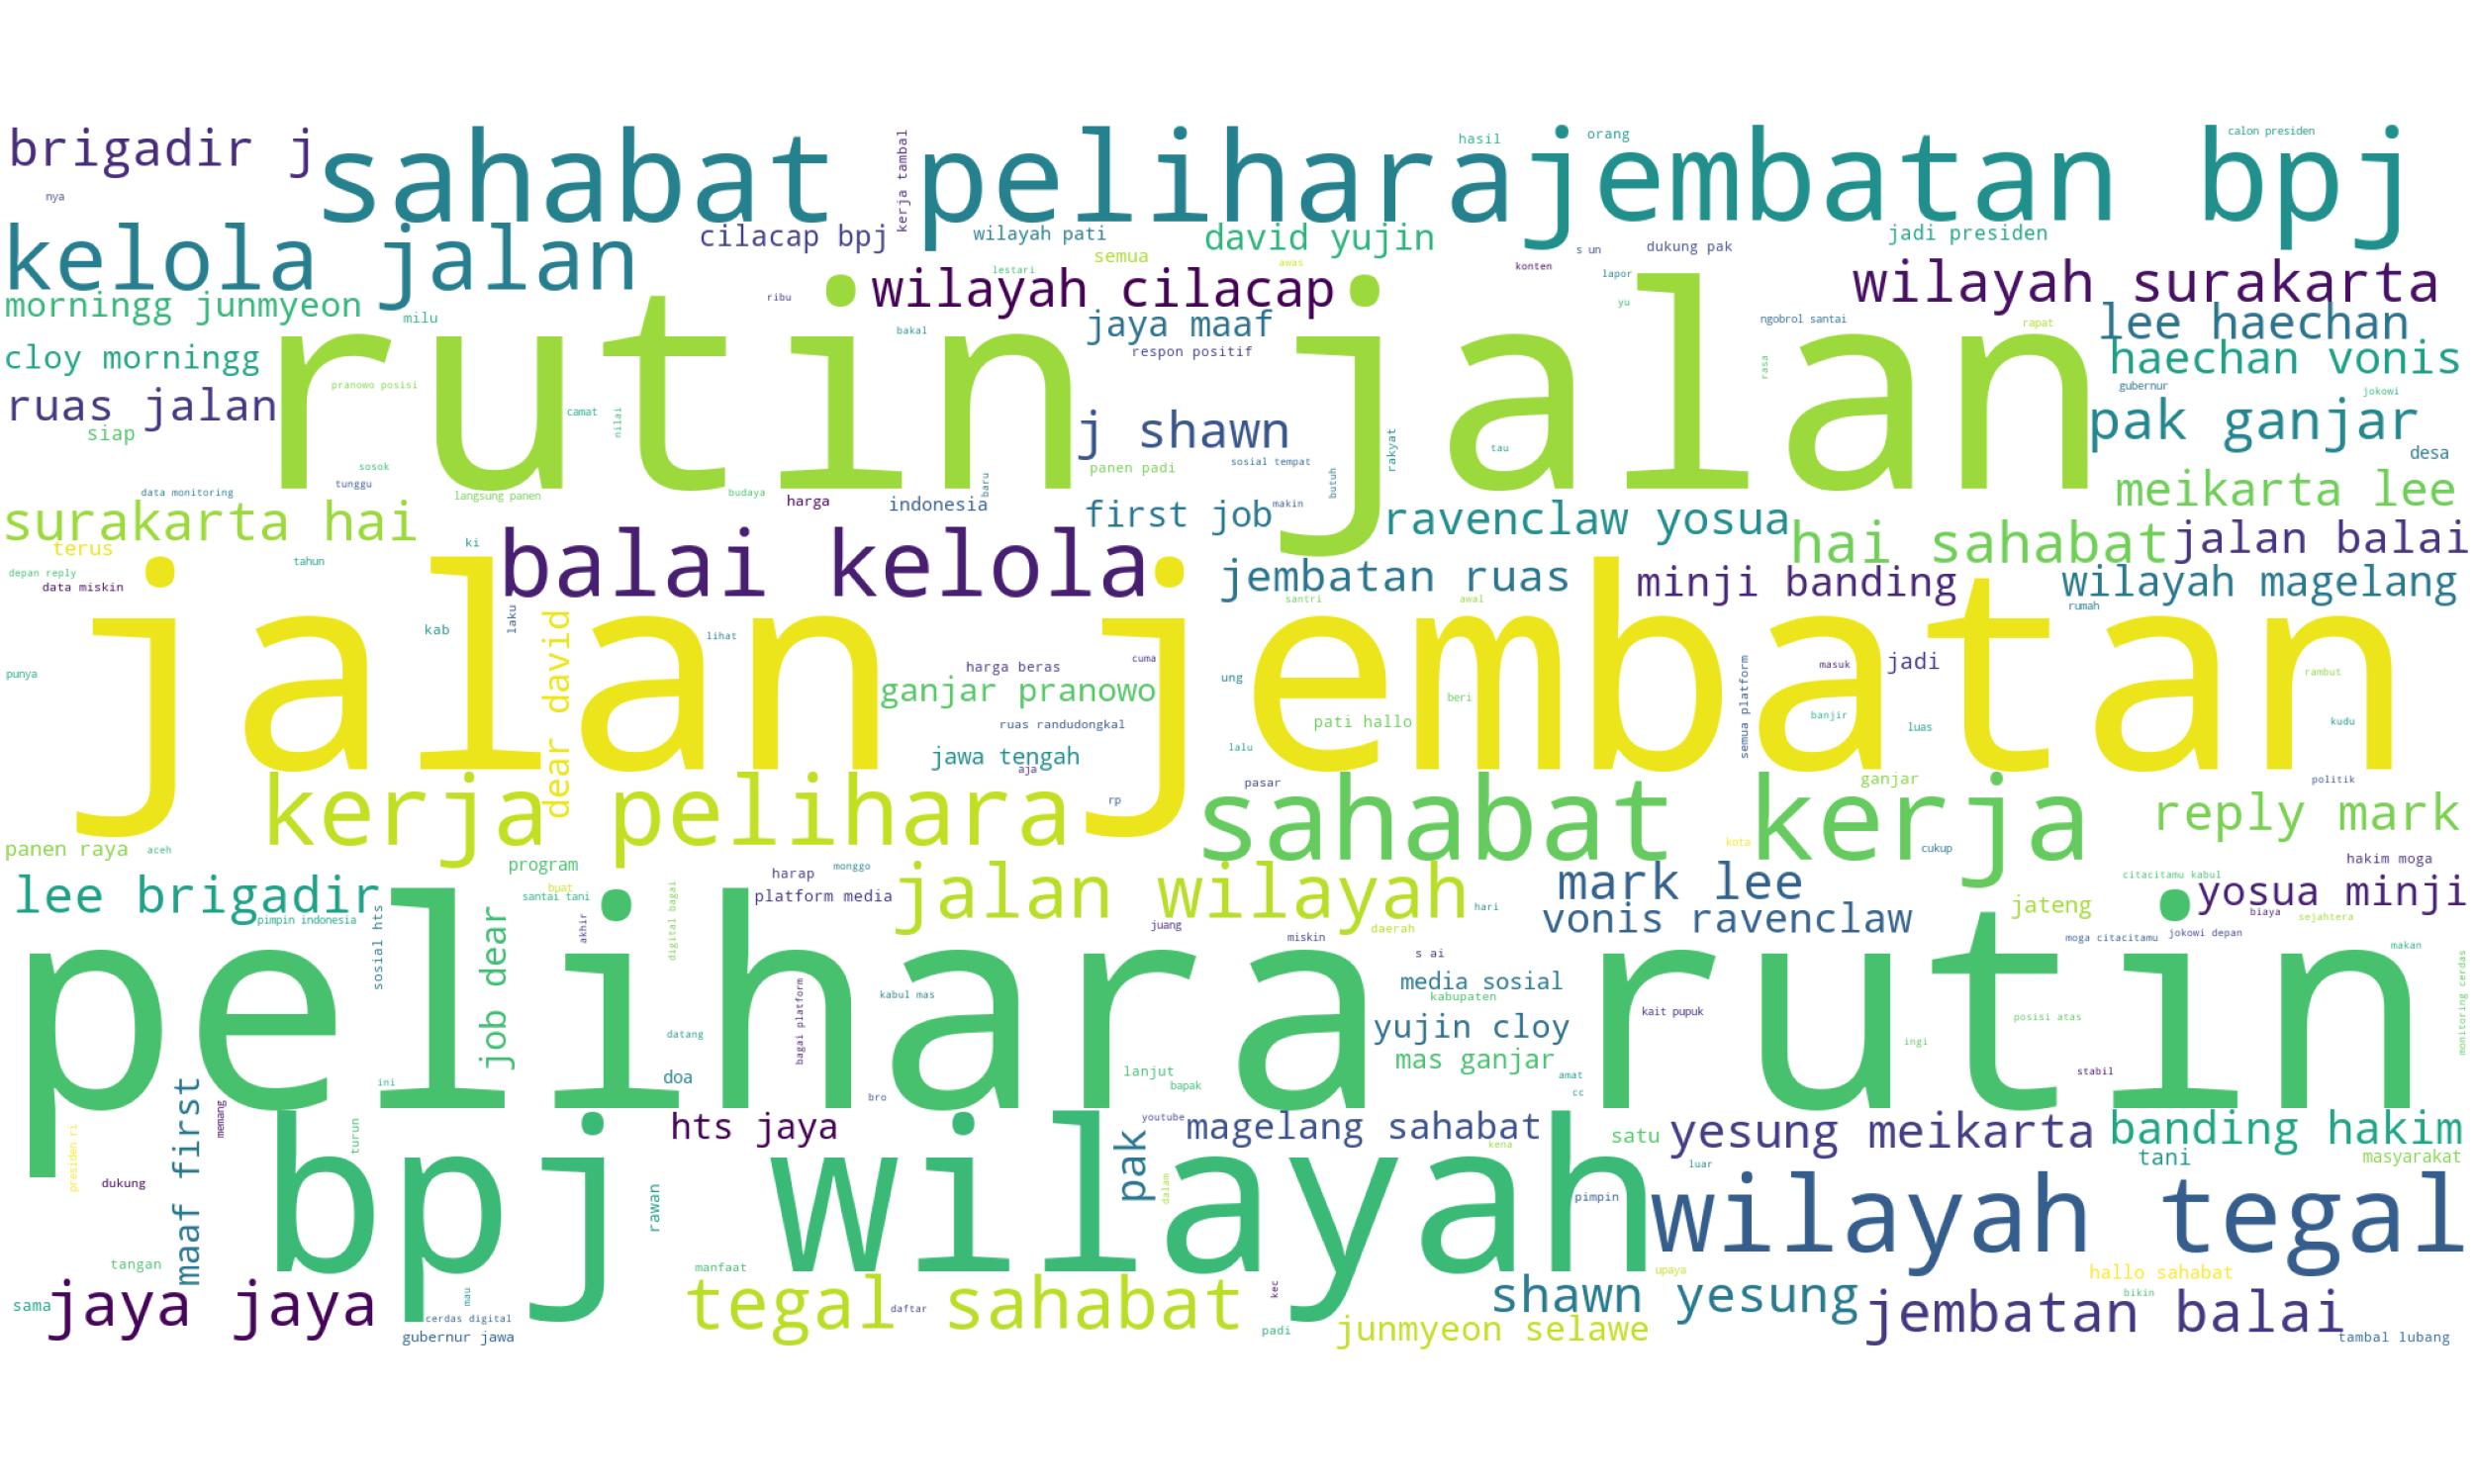 brigadir j
sahabat pelihara
jembatan bpj
kerja tambal
hasil
orang
calon presiden
nya
kelola jalan
cilacap bpj
wilayah pati
david yujin
semua
s un
dukung pak
jadi presiden
awas
lestari
konten
lapor
wilayah cilacap
wilayah surakarta
morningg junmyeon
milu
ribu
bakal
jaya maaf
yu
ngobrol santai
rapat
lee haechan
cloy morningg
respon positif
haechan vonis
rutin jalan
pranowo posisi
rasa
gubernur
jokowi
ruas jalan
siap
camat
nilai
j shawn
rakyat
tau
pak ganjar
desa
sosok
tunggu
panen padi
sosial tempat
butuh
data monitoring
langsung panen
budaya
harga
indonesia
baru
makin
meikarta lee
surakarta hai
first job
ravenclaw yosua
hai sahabat
jalan balai
terus
ki
tahun
balai kelola
depan reply
data miskin
jembatan ruas
minji banding
wilayah magelang
santri
awal
rumah
laku
kab
dear david
lihat
jalan jembatan
punya
harga beras
cuma
ung
masuk
jadi
rambut
ganjar pranowo
beri
semua platform
ruas randudongkal
pati hallo
banjir
luas
kudu
jawa tengah
aja
lalu
kerja pelihara
rp
pasar
sahabat kerja
ganjar
politik
reply mark
panen raya
aceh
kota
cukup
program
harap
monggo
hakim moga
lee brigadir
buat
santai tani
platform media
jalan wilayah
hari
mark lee
citacitamu kabul
yosua minji
pimpin indonesia
sosial hts
akhir
digital bagai
juang
daerah
miskin
vonis ravenclaw
jateng
biaya
sejahtera
moga citacitamu
jokowi depan
makan
pelihara rutin
job dear
s ai
media sosial
kabupaten
kabul mas
bagai platform
kait pupuk
posisi atas
monitoring cerdas
datang
yujin cloy
ingi
mas ganjar
ini
doa
lanjut
bapak
amat
cc
stabil
bro
maaf first
memang
presiden ri
turun
hts jaya
youtube
magelang sahabat
kena
satu
yesung meikarta
banding hakim
tani
masyarakat
luar
dukung
bpj wilayah
pak
dalam
pimpin
rawan
wilayah tegal
tangan
manfaat
upaya
hallo sahabat
sama
jaya jaya
mau
cerdas digital
tegal sahabat
daftar
kec
shawn yesung
bikin
jembatan balai
gubernur jawa
padi
junmyeon selawe
tambal lubang